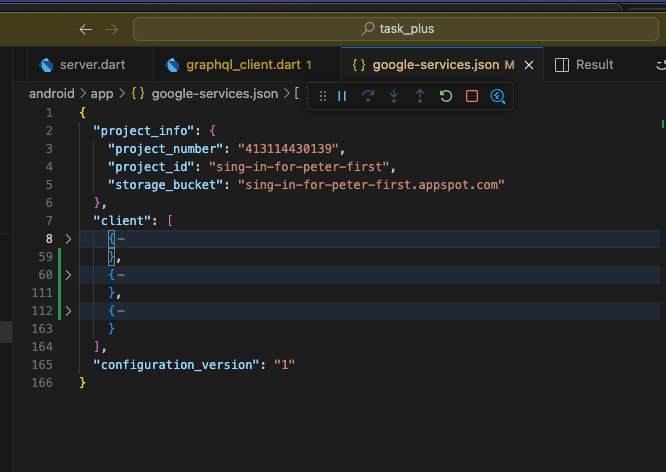 task_plus
server.dart graphql_client.dart 1 {} google-services.json M Result
android > app > {} google-services.json > [ ]
1 {
2 "project_info": {
3 "project_number": "413114430139",
4 "project_id": "sing-in-for-peter-first",
5 "storage_bucket": "sing-in-for-peter-first.appspot.com"
6 },
7 "client": [
8 {⋯
59 },
60 {⋯
111 },
112 {⋯
163 }
164 ],
165 "configuration_version": "1"
166 }